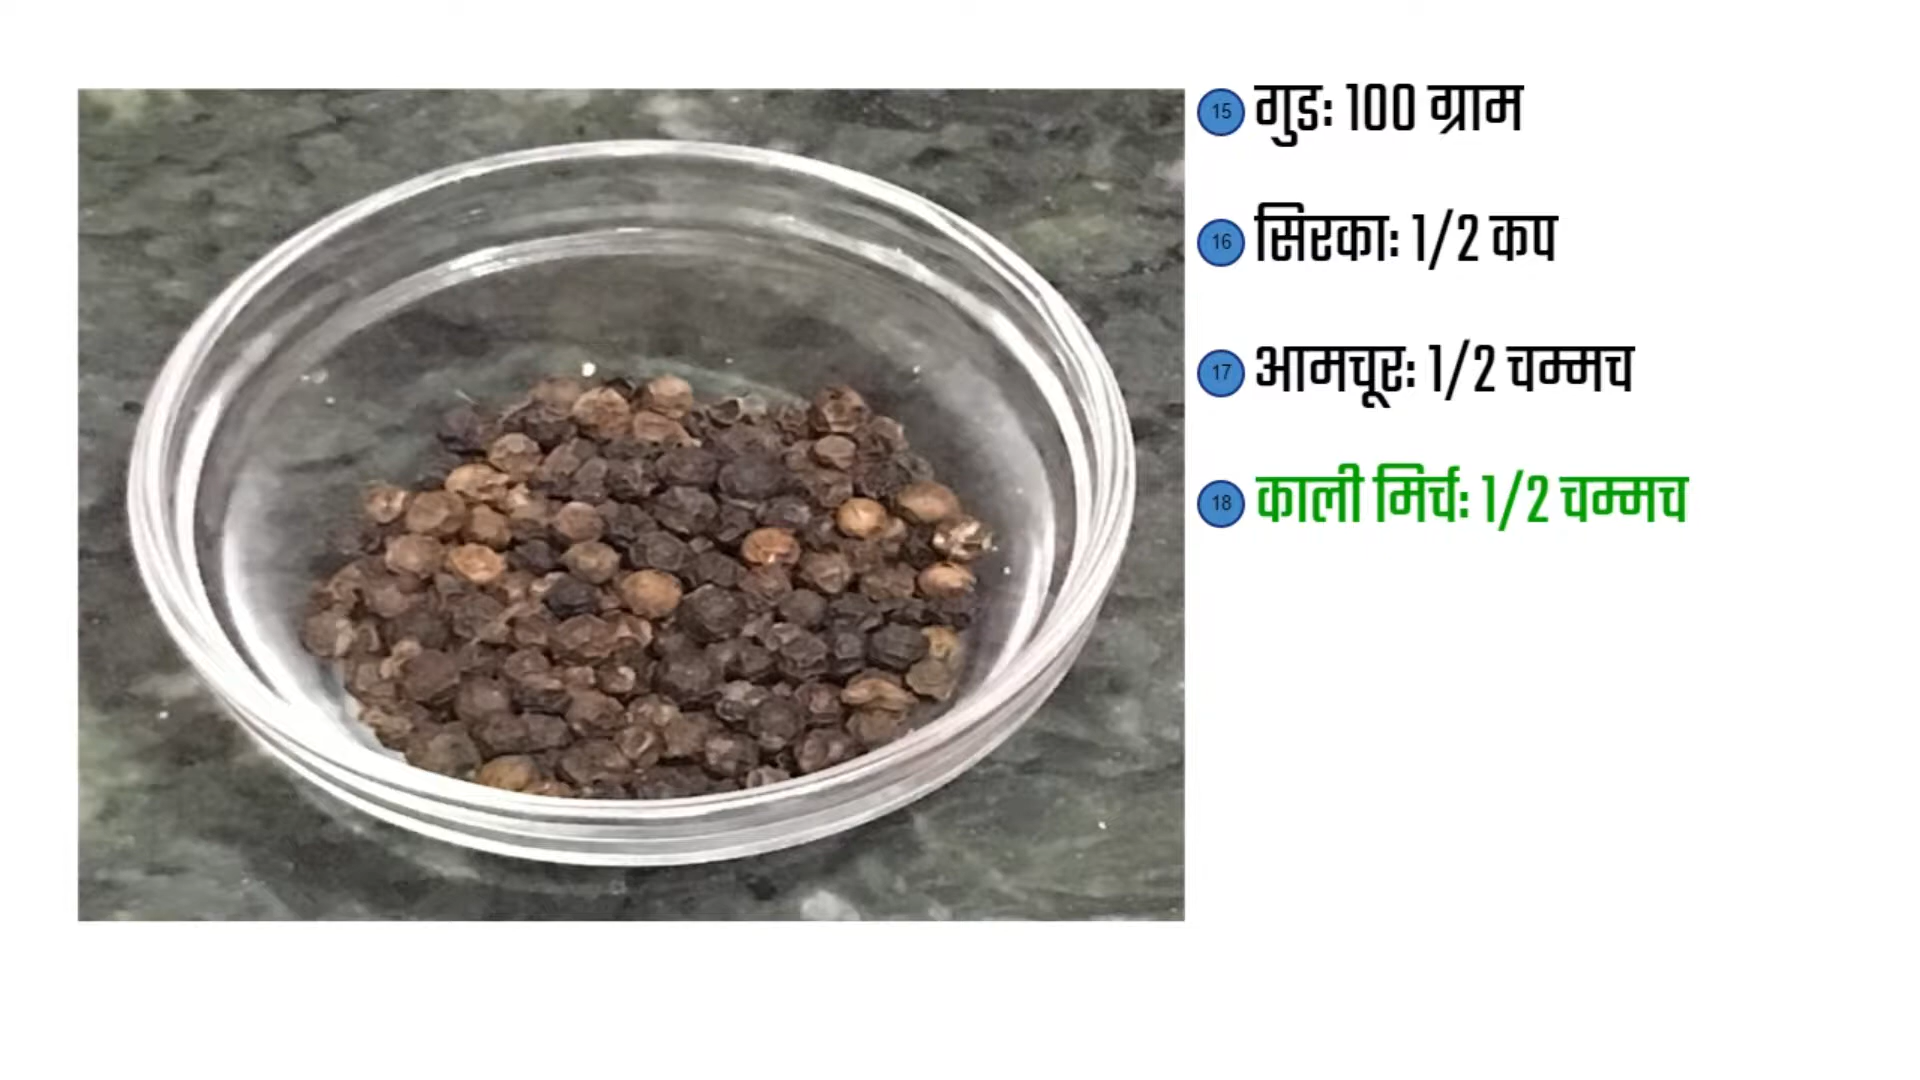 15 गुडः 100 ग्राम
16 सिरकाः 1/2 कप
17 आमचूरः 1/2 चम्मच
18 काली मिर्चः 1/2 चम्मच